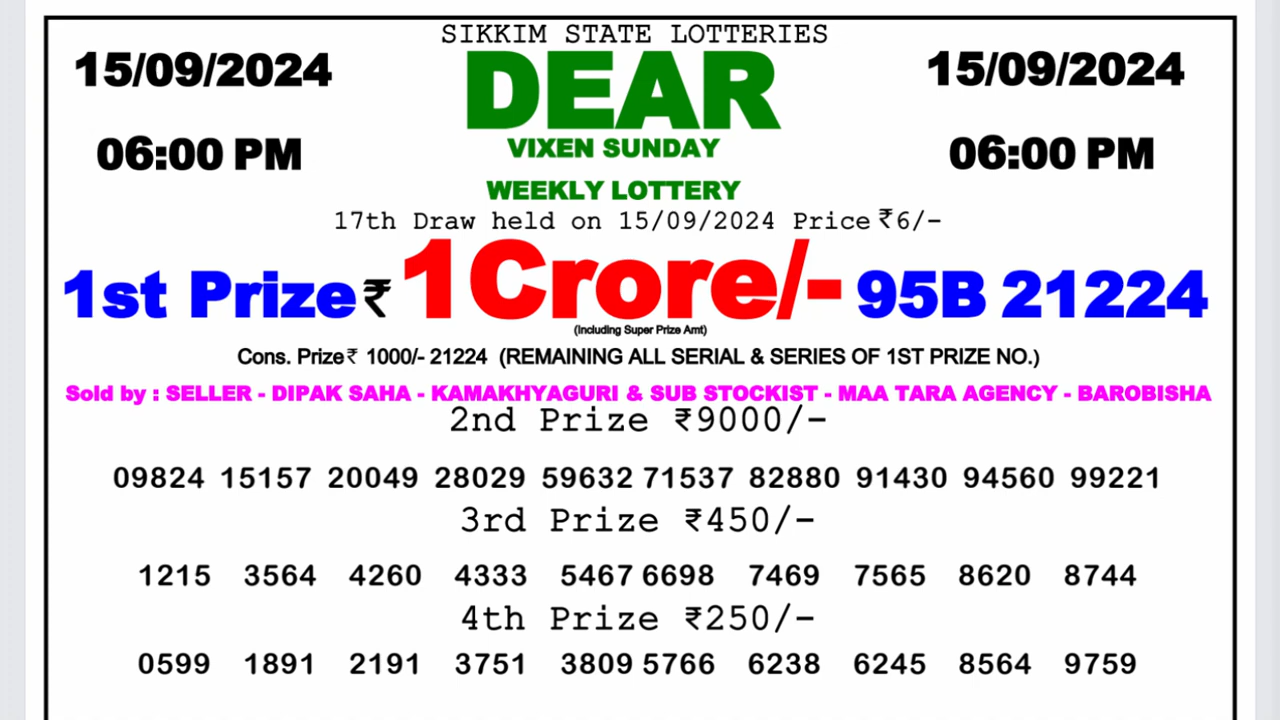 SIKKIM STATE LOTTERIES
15/09/2024 DEAR 15/09/2024
06:00 PM VIXEN SUNDAY 06:00 PM
WEEKLY LOTTERY
17th Draw held on 15/09/2024 Price ₹6/-
1st Prize ₹ 1Crore/- 95B 21224
(Including Super Prize Amt)
Cons. Prize ₹ 1000/- 21224 (REMAINING ALL SERIAL & SERIES OF 1ST PRIZE NO.)
Sold by : SELLER - DIPAK SAHA - KAMAKHYAGURI & SUB STOCKIST - MAA TARA AGENCY - BAROBISHA
2nd Prize ₹9000/-
09824 15157 20049 28029 59632 71537 82880 91430 94560 99221
3rd Prize ₹450/-
1215 3564 4260 4333 5467 6698 7469 7565 8620 8744
4th Prize ₹250/-
0599 1891 2191 3751 3809 5766 6238 6245 8564 9759